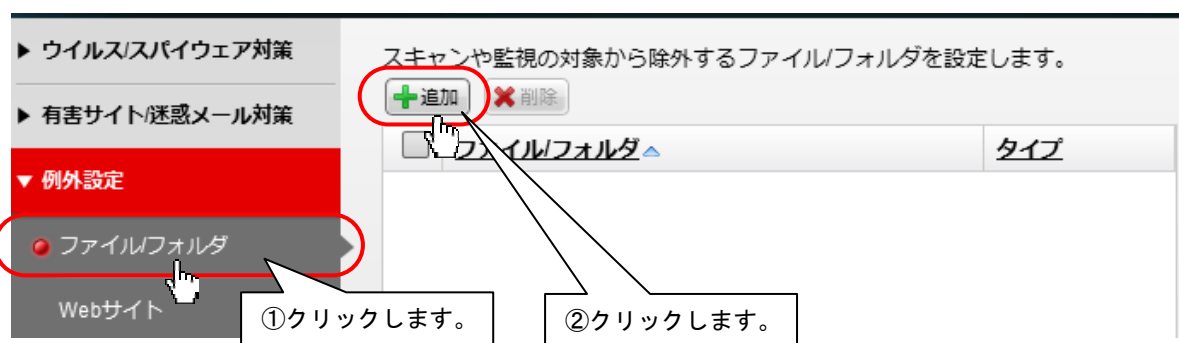 ▶ ウイルス/スパイウェア対策
▶ 有害サイト/迷惑メール対策
▼ 例外設定
ファイル/フォルダ
Webサイト
スキャンや監視の対象から除外するファイル/フォルダを設定します。
追加 削除
ファイル/フォルダ タイプ
①クリックします。
②クリックします。